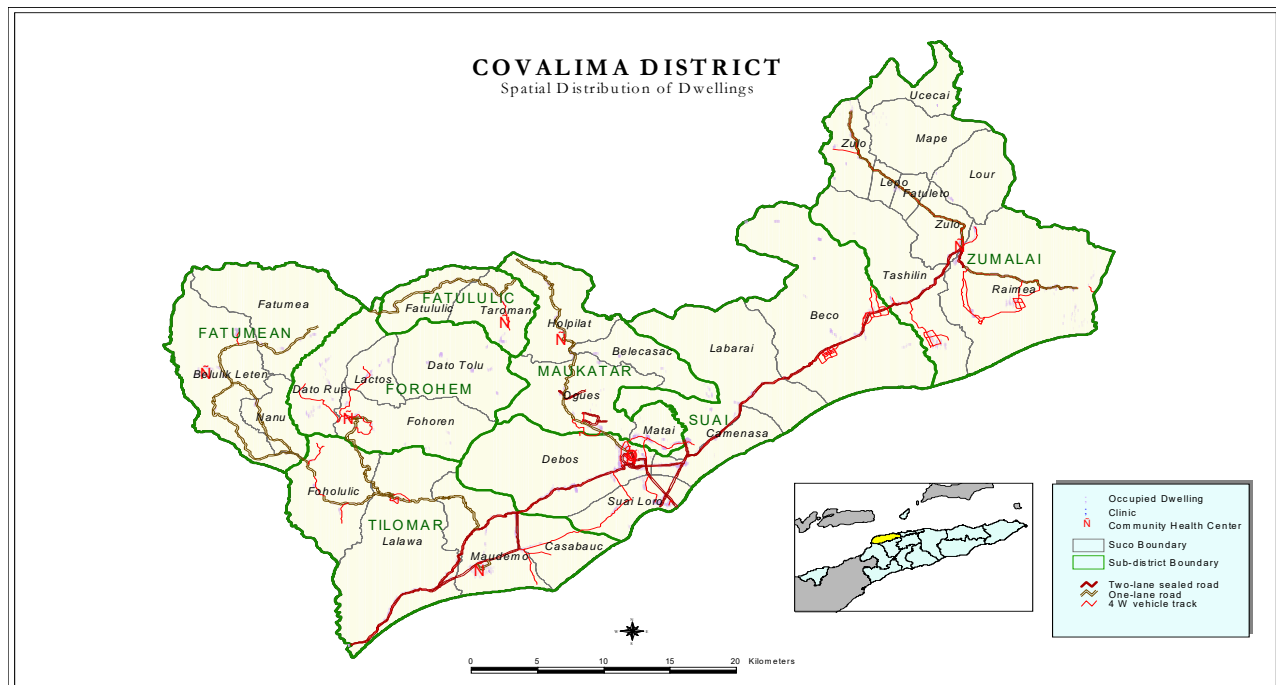 COVALIMA DISTRICT
Spatial Distribution of Dwellings
Ucecai
Mape
Zulo
Lour
Lepo
Fatuleto
Zulo
Ñ
ZUMALAI
Tashilin
Raimea
Fatumea
FATULULIC
Fatululic
Taroman
Ñ
Beco
FATUMEAN
Holpilat
Ñ
Labarai
Belecasac
Dato Tolu
Belulik Leten
Ñ
MAUKATAR
Lactos
Dato Rua
FOROHEM
Ogues
Nanu
Ñ
Fohoren
SUAI
Matai
Camenasa
Debos
Foholulic
Suai Loro
TILOMAR
Lalawa
Casabauc
Maudemo
Ñ
Occupied Dwelling
Clinic
Ñ Community Health Center
Suco Boundary
Sub-district Boundary
Two-lane sealed road
One-lane road
4 W vehicle track
0 5 10 15 20 Kilometers